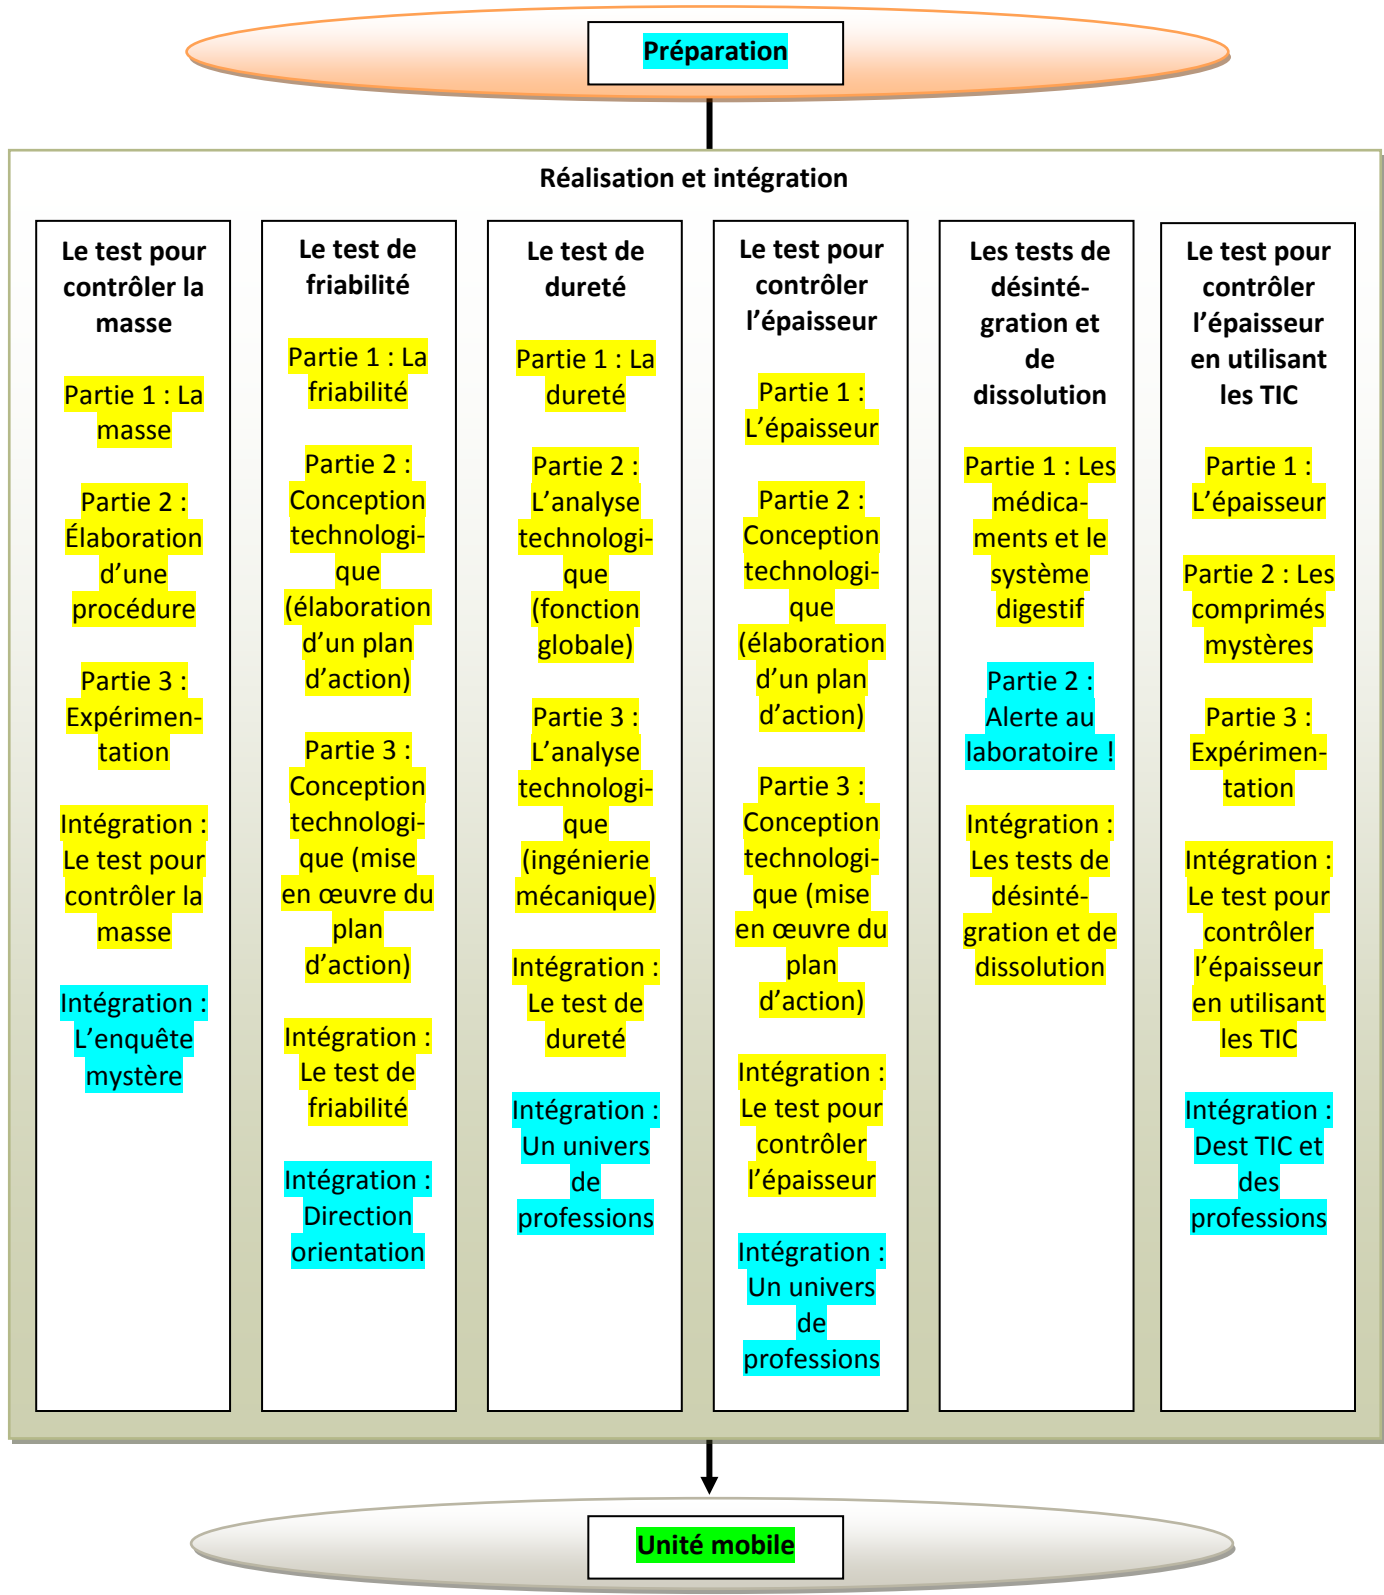 Préparation
Réalisation et intégration
Le test pour
contrôler la
masse
Partie 1 : La
masse
Partie 2 :
Élaboration
d’une
procédure
Partie 3 :
Expérimen-
tation
Intégration :
Le test pour
contrôler la
masse
Intégration :
L’enquête
mystère
Le test de
friabilité
Partie 1 : La
friabilité
Partie 2 :
Conception
technologi-
que
(élaboration
d’un plan
d’action)
Partie 3 :
Conception
technologi-
que (mise
en œuvre du
plan
d’action)
Intégration :
Le test de
friabilité
Intégration :
Direction
orientation
Le test de
dureté
Partie 1 : La
dureté
Partie 2 :
L’analyse
technologi-
que
(fonction
globale)
Partie 3 :
L’analyse
technologi-
que
(ingénierie
mécanique)
Intégration :
Le test de
dureté
Intégration :
Un univers
de
professions
Le test pour
contrôler
l’épaisseur
Partie 1 :
L’épaisseur
Partie 2 :
Conception
technologi-
que
(élaboration
d’un plan
d’action)
Partie 3 :
Conception
technologi-
que (mise
en œuvre du
plan
d’action)
Intégration :
Le test pour
contrôler
l’épaisseur
Intégration :
Un univers
de
professions
Les tests de
désinté-
gration et
de
dissolution
Partie 1 : Les
médica-
ments et le
système
digestif
Partie 2 :
Alerte au
laboratoire !
Intégration :
Les tests de
désinté-
gration et de
dissolution
Le test pour
contrôler
l’épaisseur
en utilisant
les TIC
Partie 1 :
L’épaisseur
Partie 2 : Les
comprimés
mystères
Partie 3 :
Expérimen-
tation
Intégration :
Le test pour
contrôler
l’épaisseur
en utilisant
les TIC
Intégration :
Dest TIC et
des
professions
Unité mobile